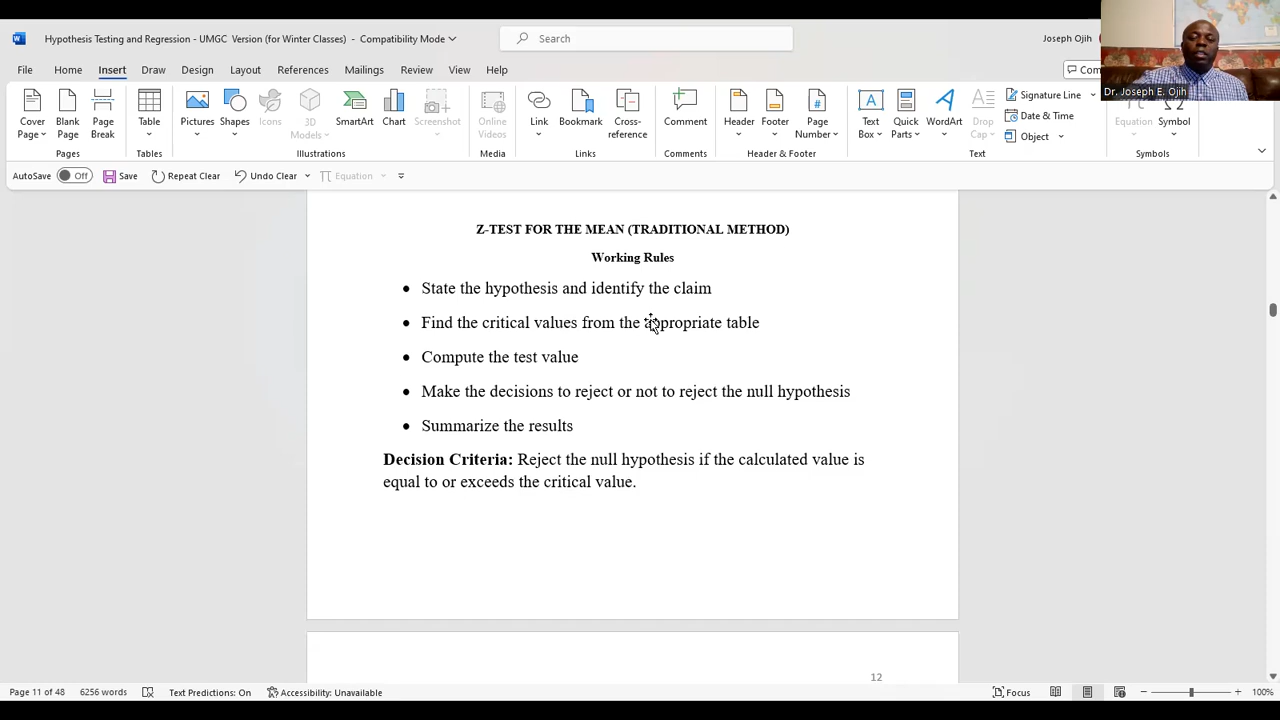 Hypothesis Testing and Regression - UMGC Version (for Winter Classes) - Compatibility Mode
Search
Joseph Ojih
File Home Insert Draw Design Layout References Mailings Review View Help
Com
Dr. Joseph E. Ojih
Cover Page
Blank Page
Page Break
Table
Pictures
Shapes
Icons
3D Models
SmartArt
Chart
Screenshot
Online Videos
Link
Bookmark
Cross-reference
Comment
Header
Footer
Page Number
Text Box
Quick Parts
WordArt
Drop Cap
Signature Line
Date & Time
Object
Equation
Symbol
Pages Tables Illustrations Media Links Comments Header & Footer Text Symbols
AutoSave Off Save Repeat Clear Undo Clear Equation
Z-TEST FOR THE MEAN (TRADITIONAL METHOD)
Working Rules
• State the hypothesis and identify the claim
• Find the critical values from the appropriate table
• Compute the test value
• Make the decisions to reject or not to reject the null hypothesis
• Summarize the results
Decision Criteria: Reject the null hypothesis if the calculated value is
equal to or exceeds the critical value.
12
Page 11 of 48 6256 words Text Predictions: On Accessibility: Unavailable Focus 100%